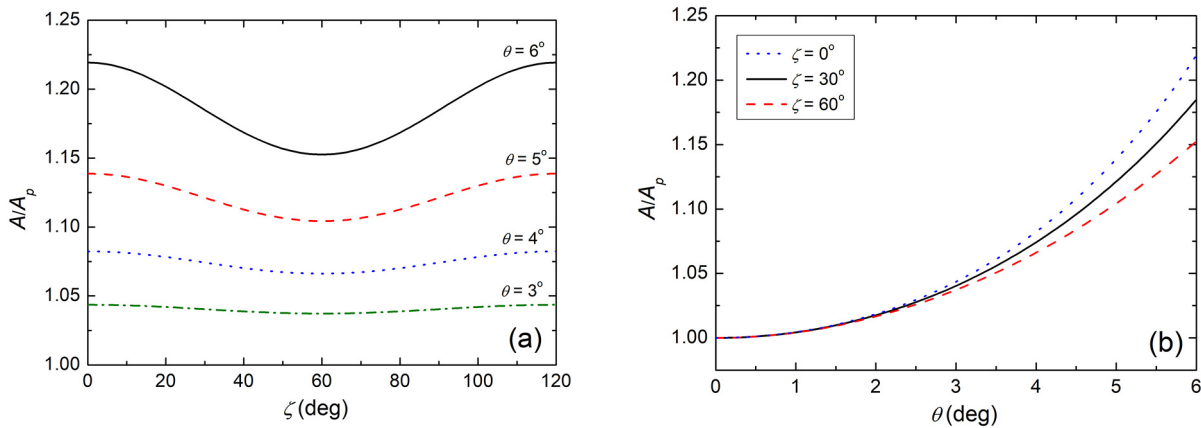 1.25
1.20
1.15
1.10
1.05
1.00
A/Aₚ
θ = 6°
θ = 5°
θ = 4°
θ = 3°
(a)
0 20 40 60 80 100 120
ζ (deg)
1.25
1.20
1.15
1.10
1.05
1.00
A/Aₚ
ζ = 0°
ζ = 30°
ζ = 60°
(b)
0 1 2 3 4 5 6
θ (deg)